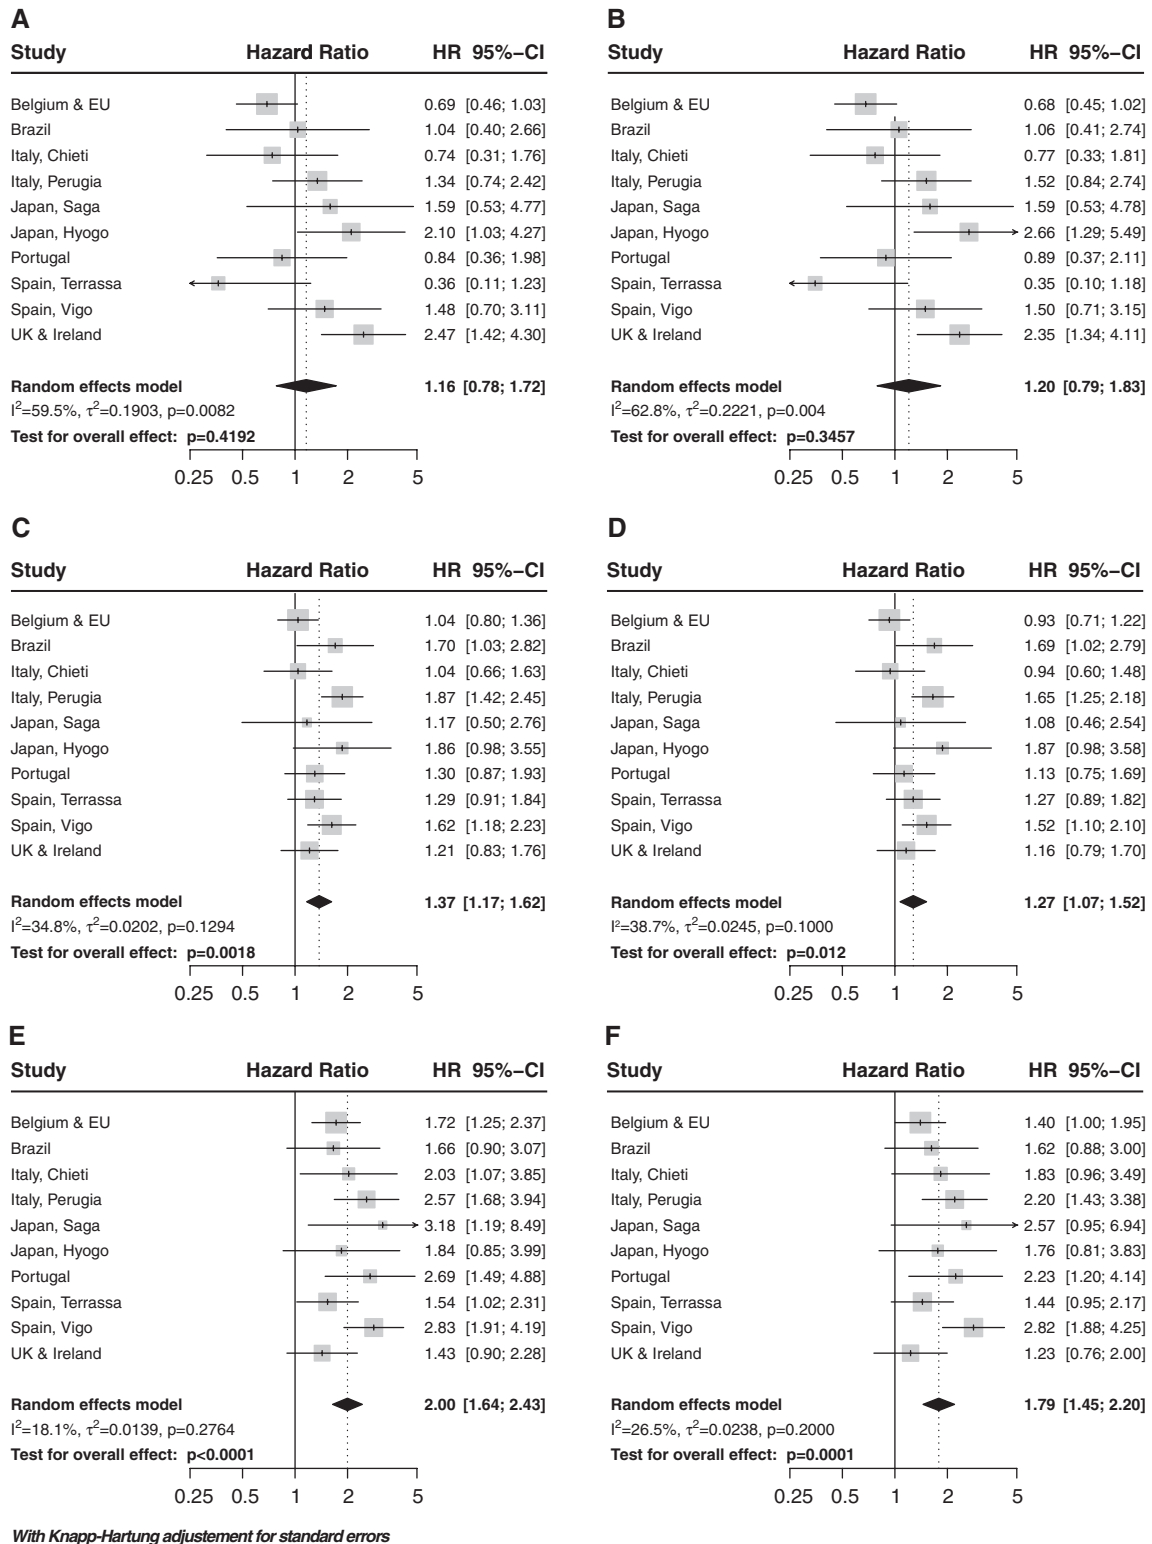 A
Study Hazard Ratio HR 95%−CI
Belgium & EU 0.69 [0.46; 1.03]
Brazil 1.04 [0.40; 2.66]
Italy, Chieti 0.74 [0.31; 1.76]
Italy, Perugia 1.34 [0.74; 2.42]
Japan, Saga 1.59 [0.53; 4.77]
Japan, Hyogo 2.10 [1.03; 4.27]
Portugal 0.84 [0.36; 1.98]
Spain, Terrassa 0.36 [0.11; 1.23]
Spain, Vigo 1.48 [0.70; 3.11]
UK & Ireland 2.47 [1.42; 4.30]
Random effects model 1.16 [0.78; 1.72]
I²=59.5%, τ²=0.1903, p=0.0082
Test for overall effect: p=0.4192
0.25 0.5 1 2 5
B
Study Hazard Ratio HR 95%−CI
Belgium & EU 0.68 [0.45; 1.02]
Brazil 1.06 [0.41; 2.74]
Italy, Chieti 0.77 [0.33; 1.81]
Italy, Perugia 1.52 [0.84; 2.74]
Japan, Saga 1.59 [0.53; 4.78]
Japan, Hyogo 2.66 [1.29; 5.49]
Portugal 0.89 [0.37; 2.11]
Spain, Terrassa 0.35 [0.10; 1.18]
Spain, Vigo 1.50 [0.71; 3.15]
UK & Ireland 2.35 [1.34; 4.11]
Random effects model 1.20 [0.79; 1.83]
I²=62.8%, τ²=0.2221, p=0.004
Test for overall effect: p=0.3457
0.25 0.5 1 2 5
C
Study Hazard Ratio HR 95%−CI
Belgium & EU 1.04 [0.80; 1.36]
Brazil 1.70 [1.03; 2.82]
Italy, Chieti 1.04 [0.66; 1.63]
Italy, Perugia 1.87 [1.42; 2.45]
Japan, Saga 1.17 [0.50; 2.76]
Japan, Hyogo 1.86 [0.98; 3.55]
Portugal 1.30 [0.87; 1.93]
Spain, Terrassa 1.29 [0.91; 1.84]
Spain, Vigo 1.62 [1.18; 2.23]
UK & Ireland 1.21 [0.83; 1.76]
Random effects model 1.37 [1.17; 1.62]
I²=34.8%, τ²=0.0202, p=0.1294
Test for overall effect: p=0.0018
0.25 0.5 1 2 5
D
Study Hazard Ratio HR 95%−CI
Belgium & EU 0.93 [0.71; 1.22]
Brazil 1.69 [1.02; 2.79]
Italy, Chieti 0.94 [0.60; 1.48]
Italy, Perugia 1.65 [1.25; 2.18]
Japan, Saga 1.08 [0.46; 2.54]
Japan, Hyogo 1.87 [0.98; 3.58]
Portugal 1.13 [0.75; 1.69]
Spain, Terrassa 1.27 [0.89; 1.82]
Spain, Vigo 1.52 [1.10; 2.10]
UK & Ireland 1.16 [0.79; 1.70]
Random effects model 1.27 [1.07; 1.52]
I²=38.7%, τ²=0.0245, p=0.1000
Test for overall effect: p=0.012
0.25 0.5 1 2 5
E
Study Hazard Ratio HR 95%−CI
Belgium & EU 1.72 [1.25; 2.37]
Brazil 1.66 [0.90; 3.07]
Italy, Chieti 2.03 [1.07; 3.85]
Italy, Perugia 2.57 [1.68; 3.94]
Japan, Saga 3.18 [1.19; 8.49]
Japan, Hyogo 1.84 [0.85; 3.99]
Portugal 2.69 [1.49; 4.88]
Spain, Terrassa 1.54 [1.02; 2.31]
Spain, Vigo 2.83 [1.91; 4.19]
UK & Ireland 1.43 [0.90; 2.28]
Random effects model 2.00 [1.64; 2.43]
I²=18.1%, τ²=0.0139, p=0.2764
Test for overall effect: p<0.0001
0.25 0.5 1 2 5
F
Study Hazard Ratio HR 95%−CI
Belgium & EU 1.40 [1.00; 1.95]
Brazil 1.62 [0.88; 3.00]
Italy, Chieti 1.83 [0.96; 3.49]
Italy, Perugia 2.20 [1.43; 3.38]
Japan, Saga 2.57 [0.95; 6.94]
Japan, Hyogo 1.76 [0.81; 3.83]
Portugal 2.23 [1.20; 4.14]
Spain, Terrassa 1.44 [0.95; 2.17]
Spain, Vigo 2.82 [1.88; 4.25]
UK & Ireland 1.23 [0.76; 2.00]
Random effects model 1.79 [1.45; 2.20]
I²=26.5%, τ²=0.0238, p=0.2000
Test for overall effect: p=0.0001
0.25 0.5 1 2 5
With Knapp-Hartung adjustement for standard errors